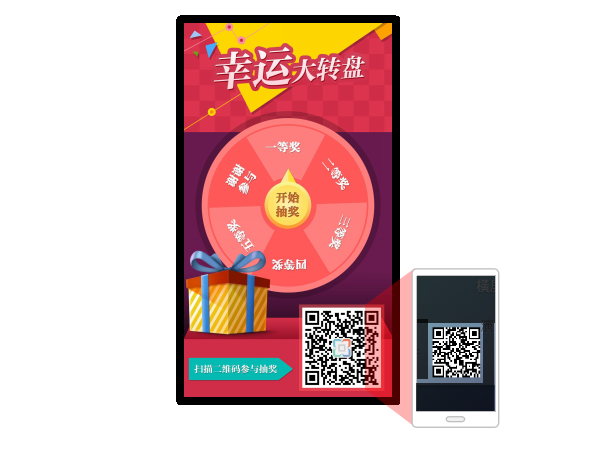 幸运大转盘
一等奖
二等奖
三等奖
四等奖
五等奖
谢谢
参与
开始
抽奖
扫描二维码参与抽奖